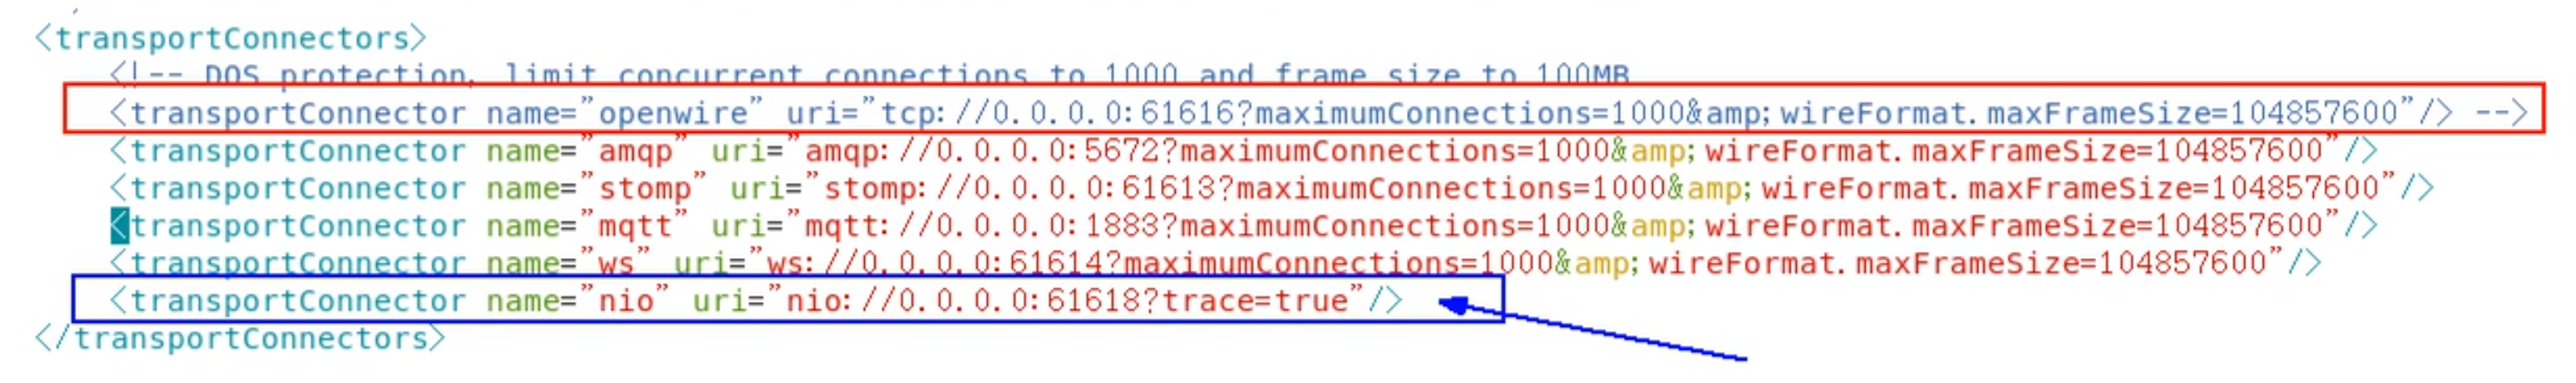 <transportConnectors>
<!-- DOS protection, limit concurrent connections to 1000 and frame size to 100MB
<transportConnector name="openwire" uri="tcp://0.0.0.0:61616?maximumConnections=1000&amp;wireFormat.maxFrameSize=104857600"/> -->
<transportConnector name="amqp" uri="amqp://0.0.0.0:5672?maximumConnections=1000&amp;wireFormat.maxFrameSize=104857600"/>
<transportConnector name="stomp" uri="stomp://0.0.0.0:61613?maximumConnections=1000&amp;wireFormat.maxFrameSize=104857600"/>
<transportConnector name="mqtt" uri="mqtt://0.0.0.0:1883?maximumConnections=1000&amp;wireFormat.maxFrameSize=104857600"/>
<transportConnector name="ws" uri="ws://0.0.0.0:61614?maximumConnections=1000&amp;wireFormat.maxFrameSize=104857600"/>
<transportConnector name="nio" uri="nio://0.0.0.0:61618?trace=true"/>
</transportConnectors>